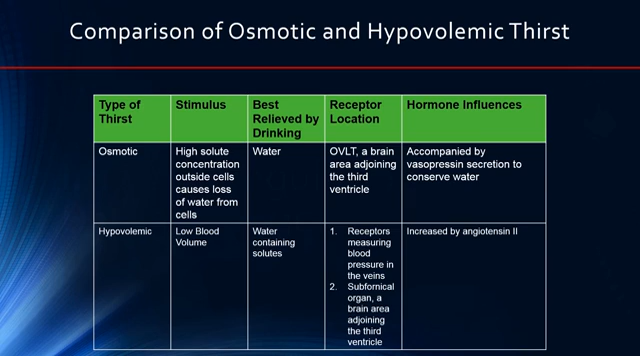 Comparison of Osmotic and Hypovolemic Thirst
Type of
Thirst
Stimulus
Best
Relieved by
Drinking
Receptor
Location
Hormone Influences
Osmotic
High solute
concentration
outside cells
causes loss
of water from
cells
Water
OVLT, a brain
area adjoining
the third
ventricle
Accompanied by
vasopressin secretion to
conserve water
Hypovolemic
Low Blood
Volume
Water
containing
solutes
1. Receptors
measuring
blood
pressure in
the veins
2. Subfornical
organ, a
brain area
adjoining
the third
ventricle
Increased by angiotensin II